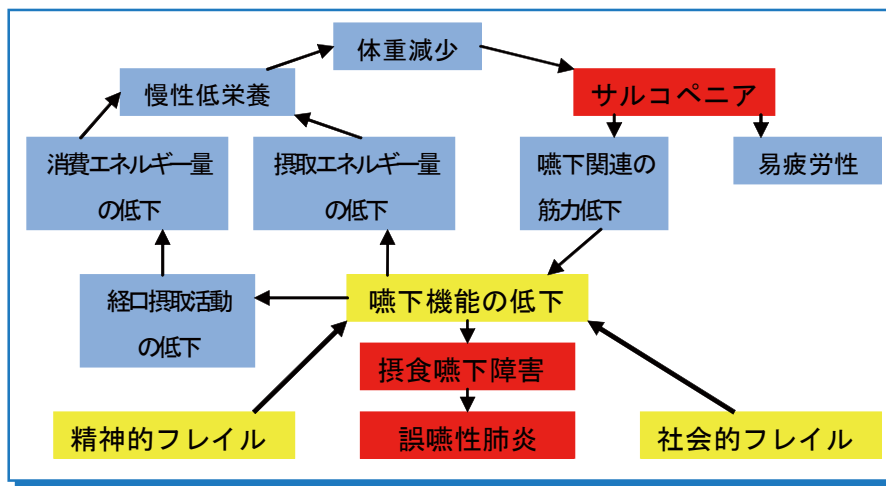 体重減少
慢性低栄養
サルコペニア
消費エネルギー量
の低下
摂取エネルギー量
の低下
嚥下関連の
筋力低下
易疲労性
経口摂取活動
の低下
嚥下機能の低下
摂食嚥下障害
精神的フレイル
誤嚥性肺炎
社会的フレイル